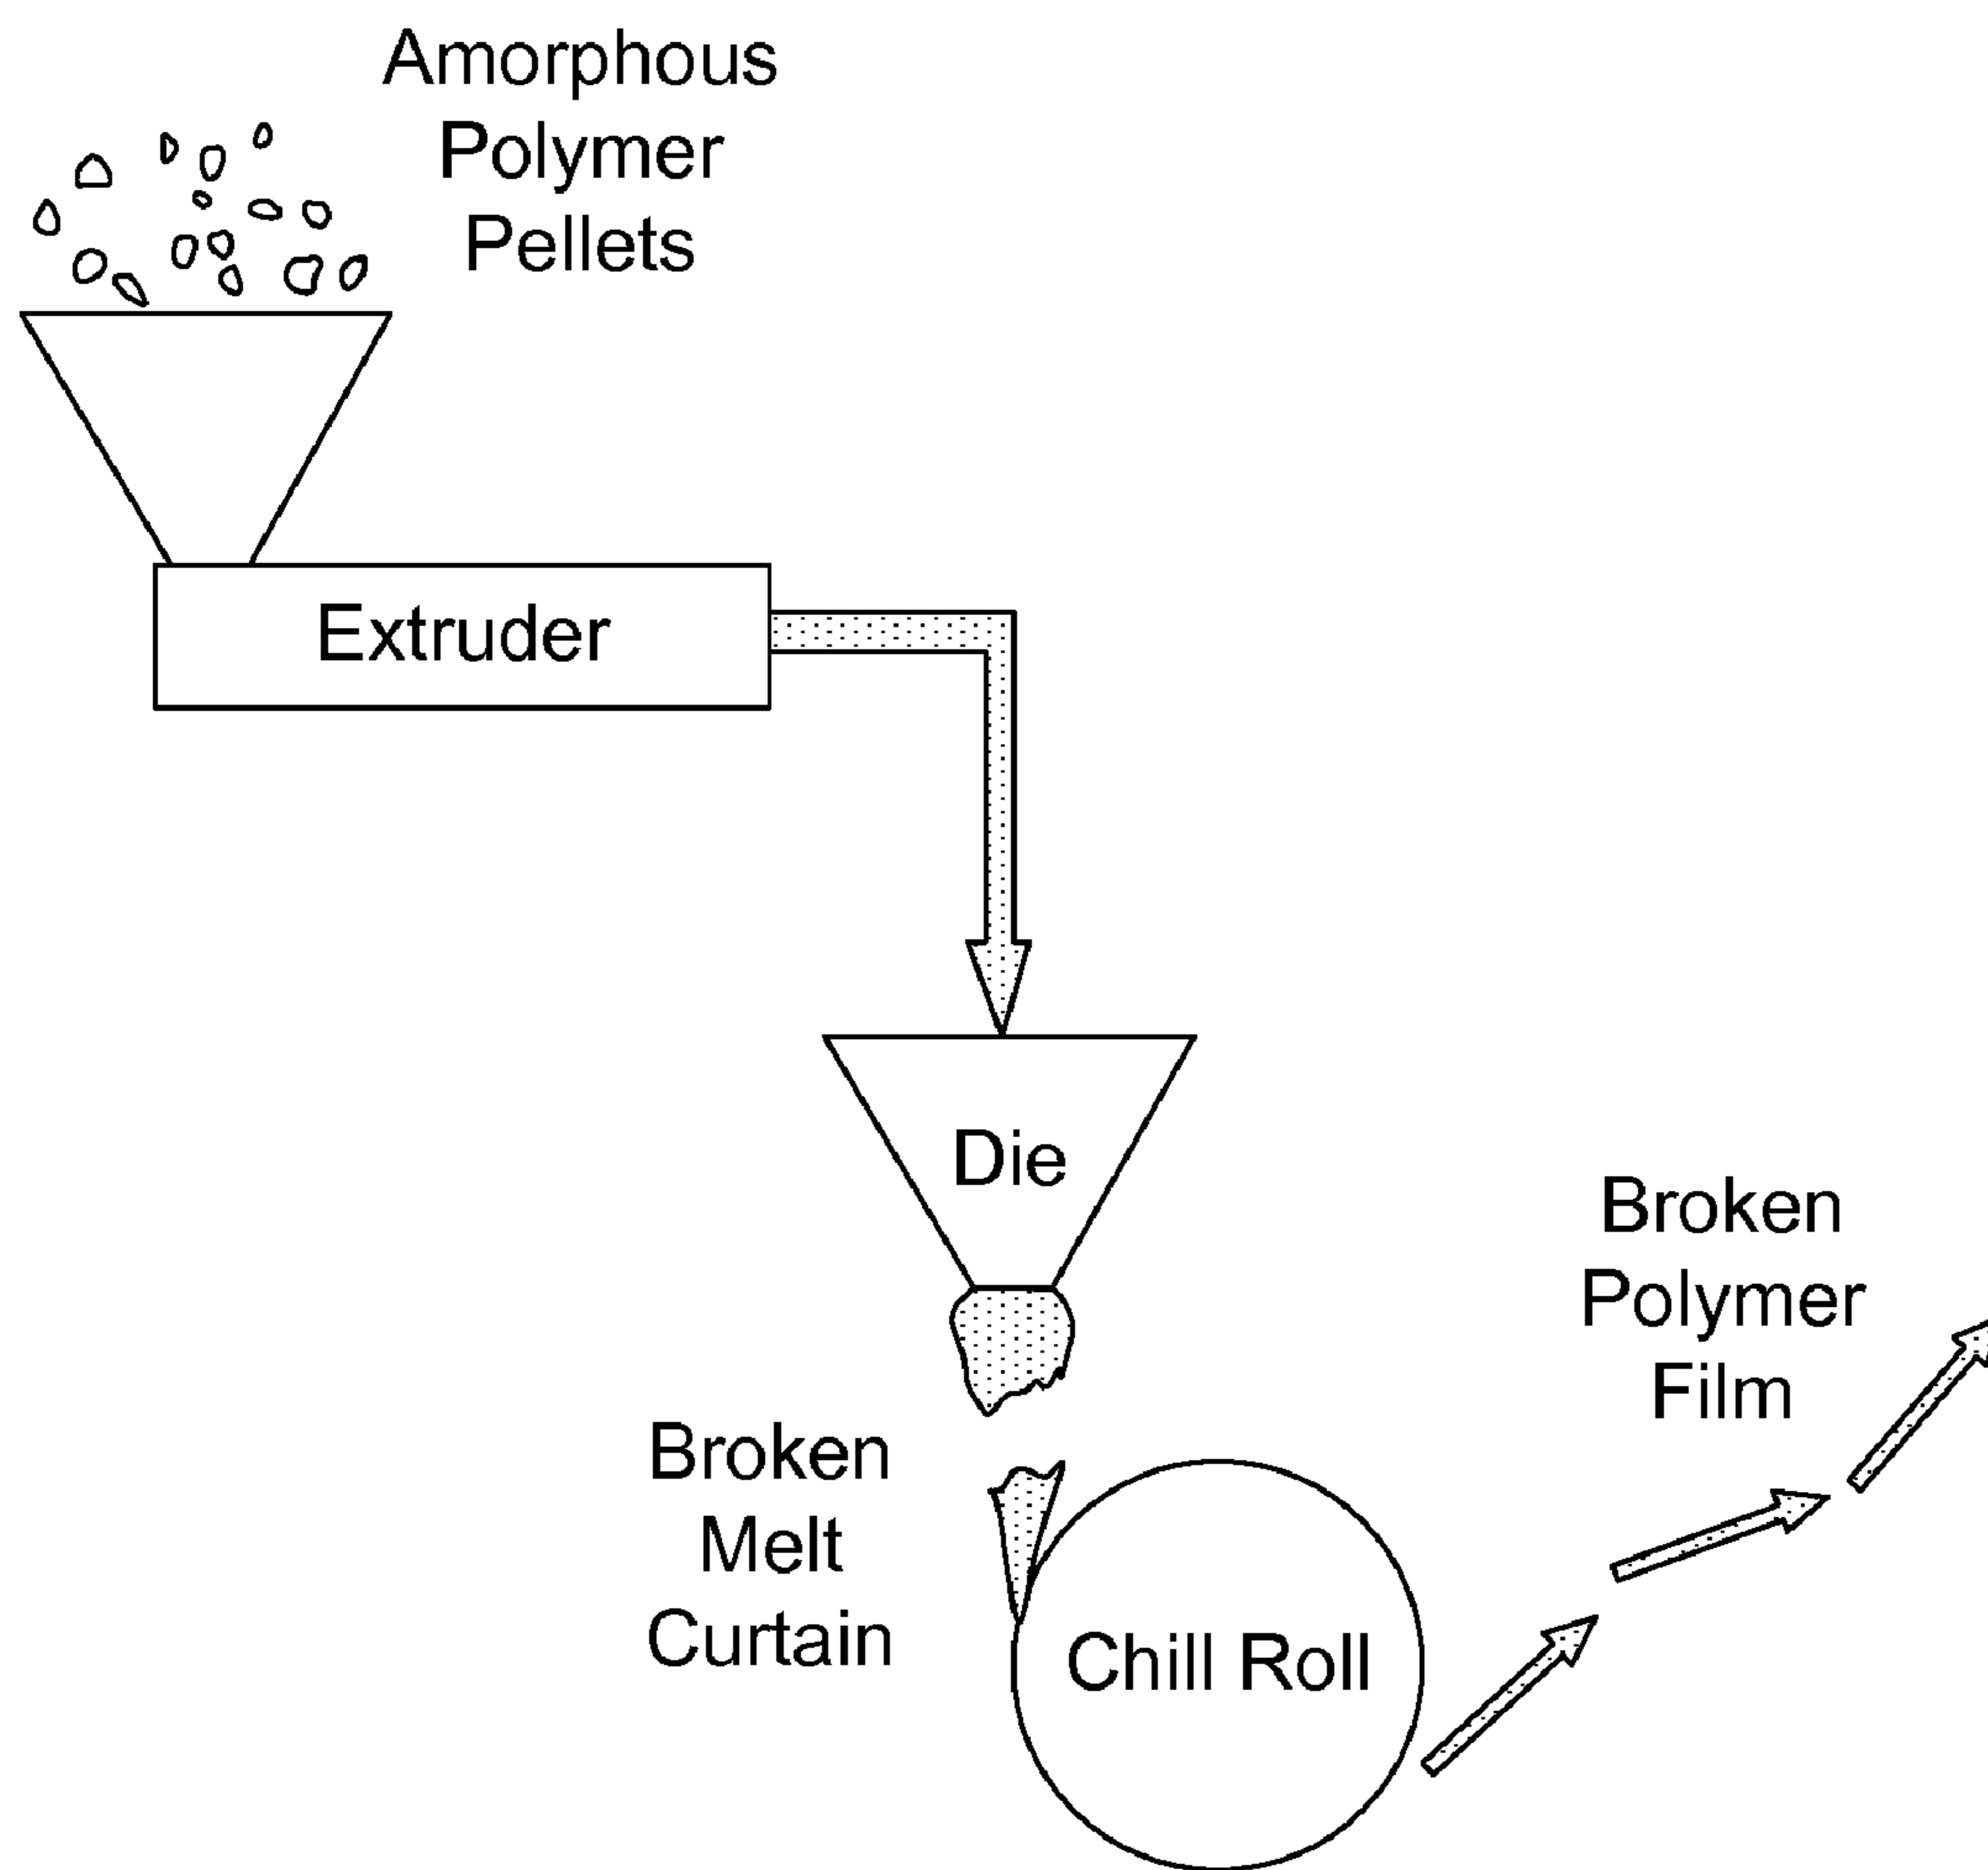 Amorphous
Polymer
Pellets
Extruder
Die
Broken
Polymer
Film
Broken
Melt
Curtain
Chill Roll